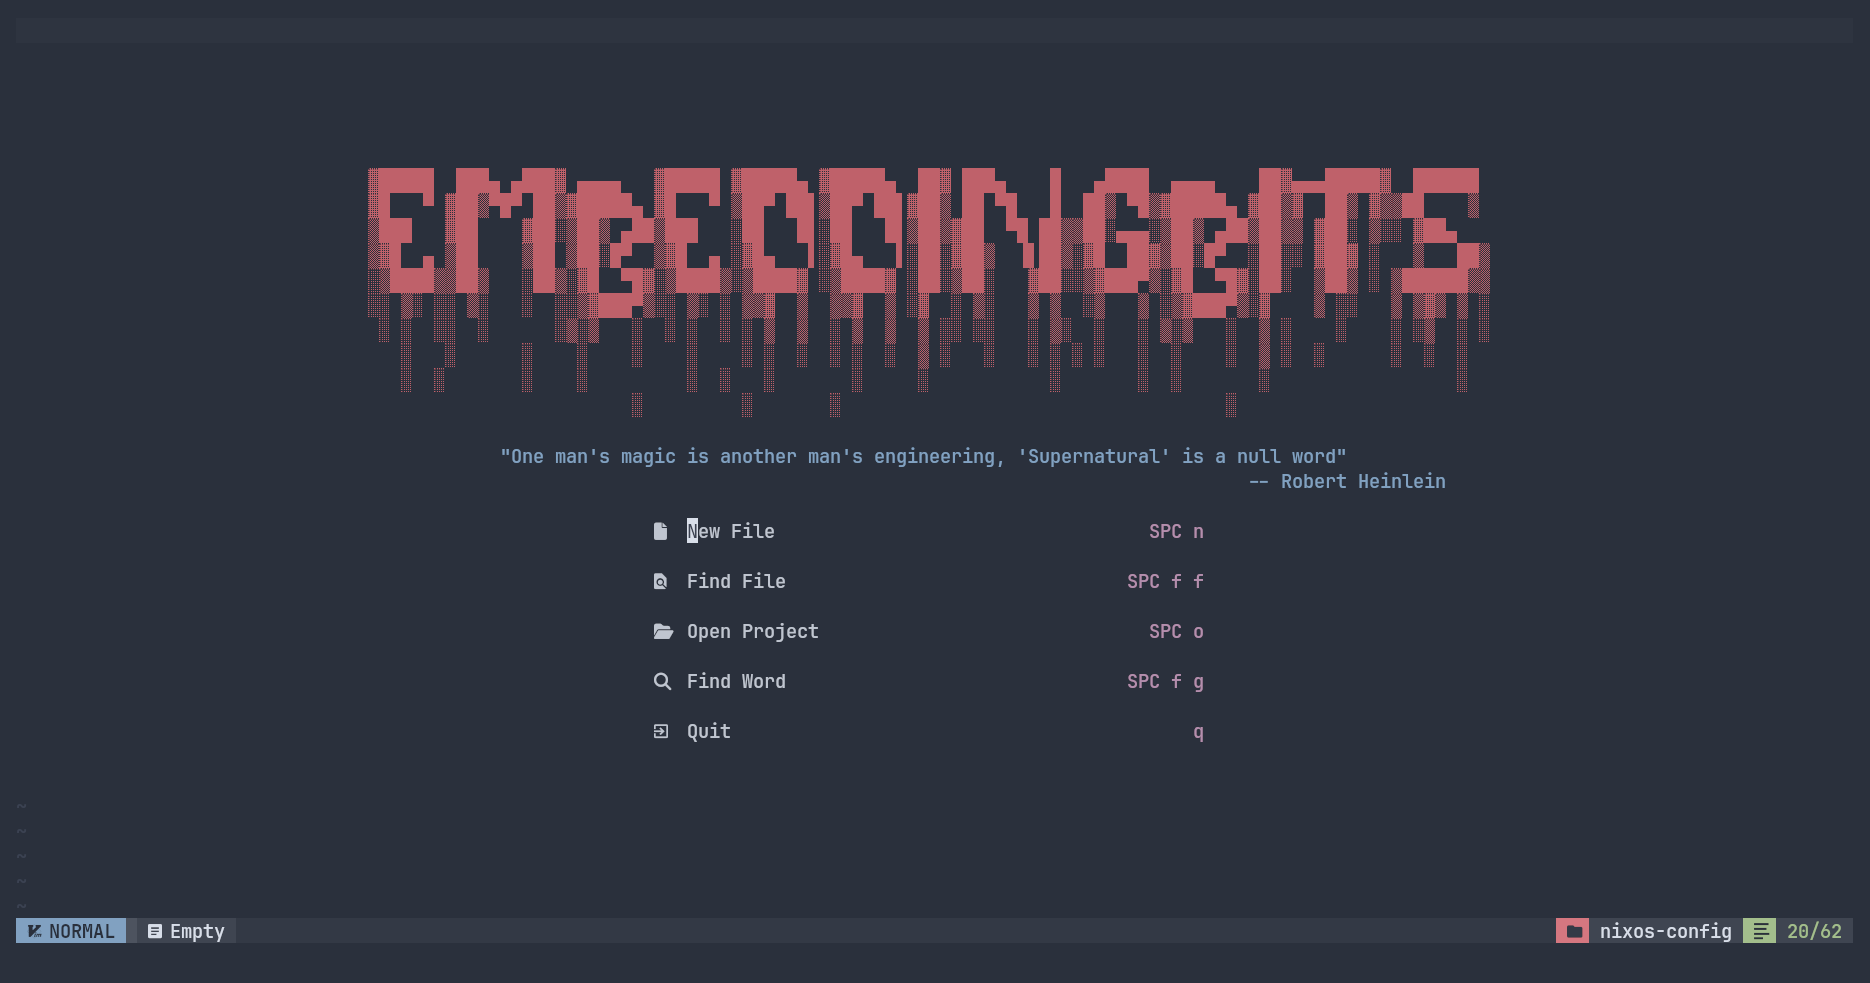 EMBEDDINGBITS
"One man's magic is another man's engineering, 'Supernatural' is a null word"
-- Robert Heinlein
New File SPC n
Find File SPC f f
Open Project SPC o
Find Word SPC f g
Quit q
~
~
~
~
~
NORMAL Empty nixos-config 20/62